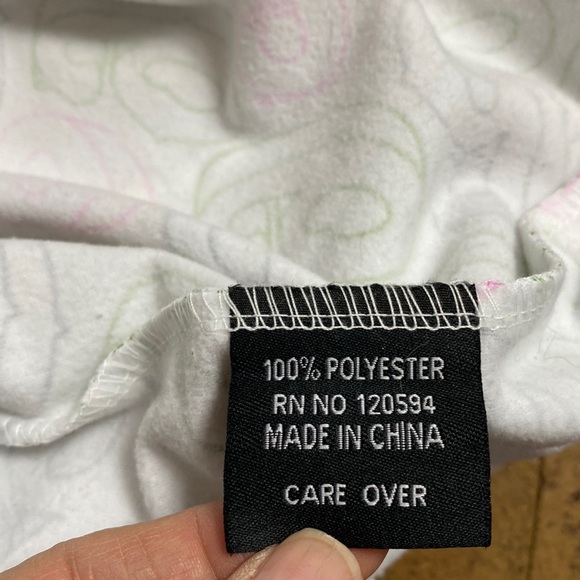 100% POLYESTER
RN NO 120594
MADE IN CHINA
CARE OVER